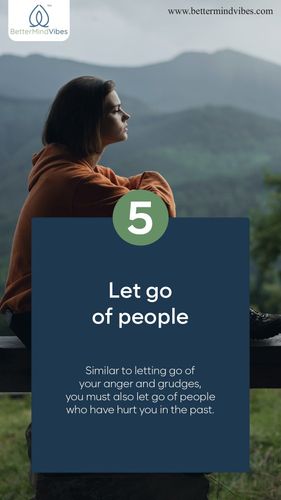 BetterMindVibes
www.bettermindvibes.com
5
Let go
of people
Similar to letting go of
your anger and grudges,
you must also let go of people
who have hurt you in the past.